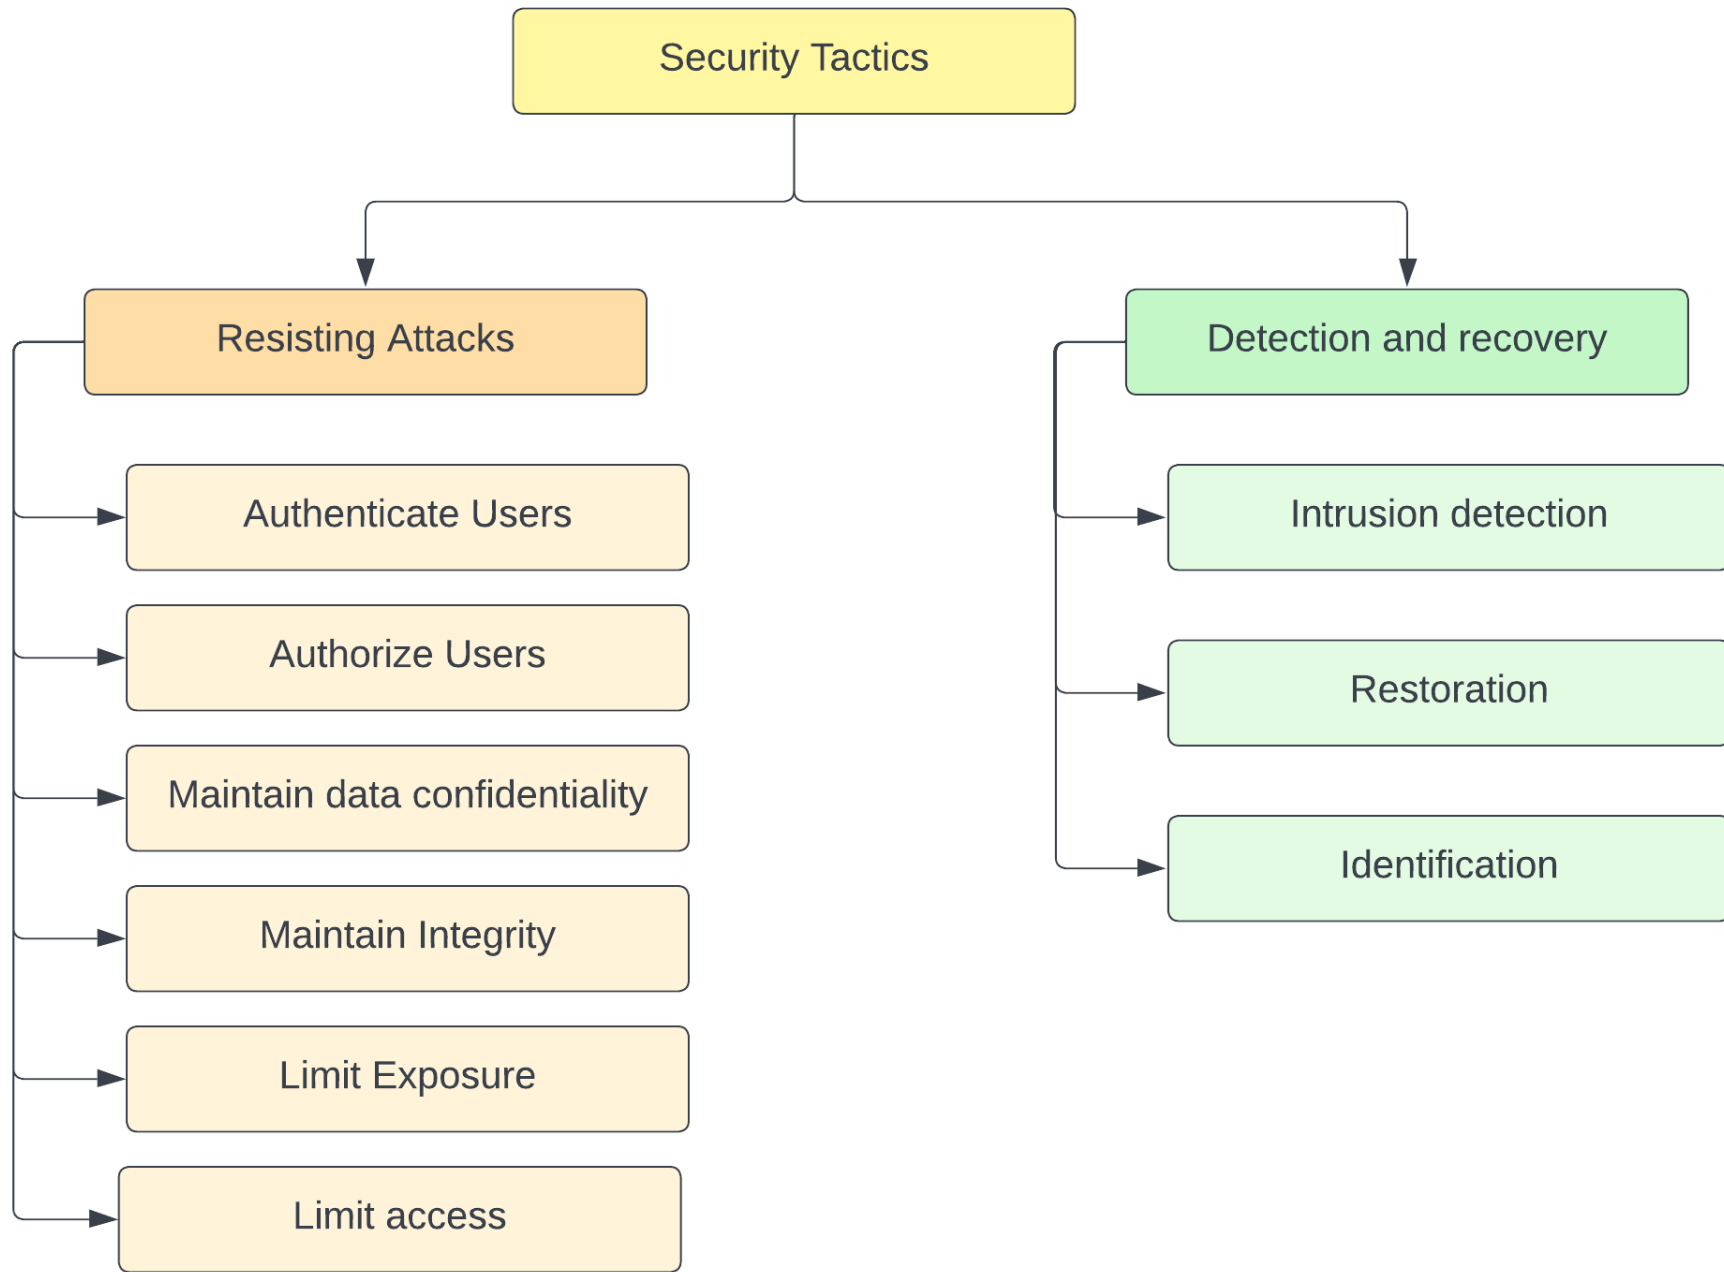 Security Tactics
Resisting Attacks
Detection and recovery
Authenticate Users
Authorize Users
Maintain data confidentiality
Maintain Integrity
Limit Exposure
Limit access
Intrusion detection
Restoration
Identification